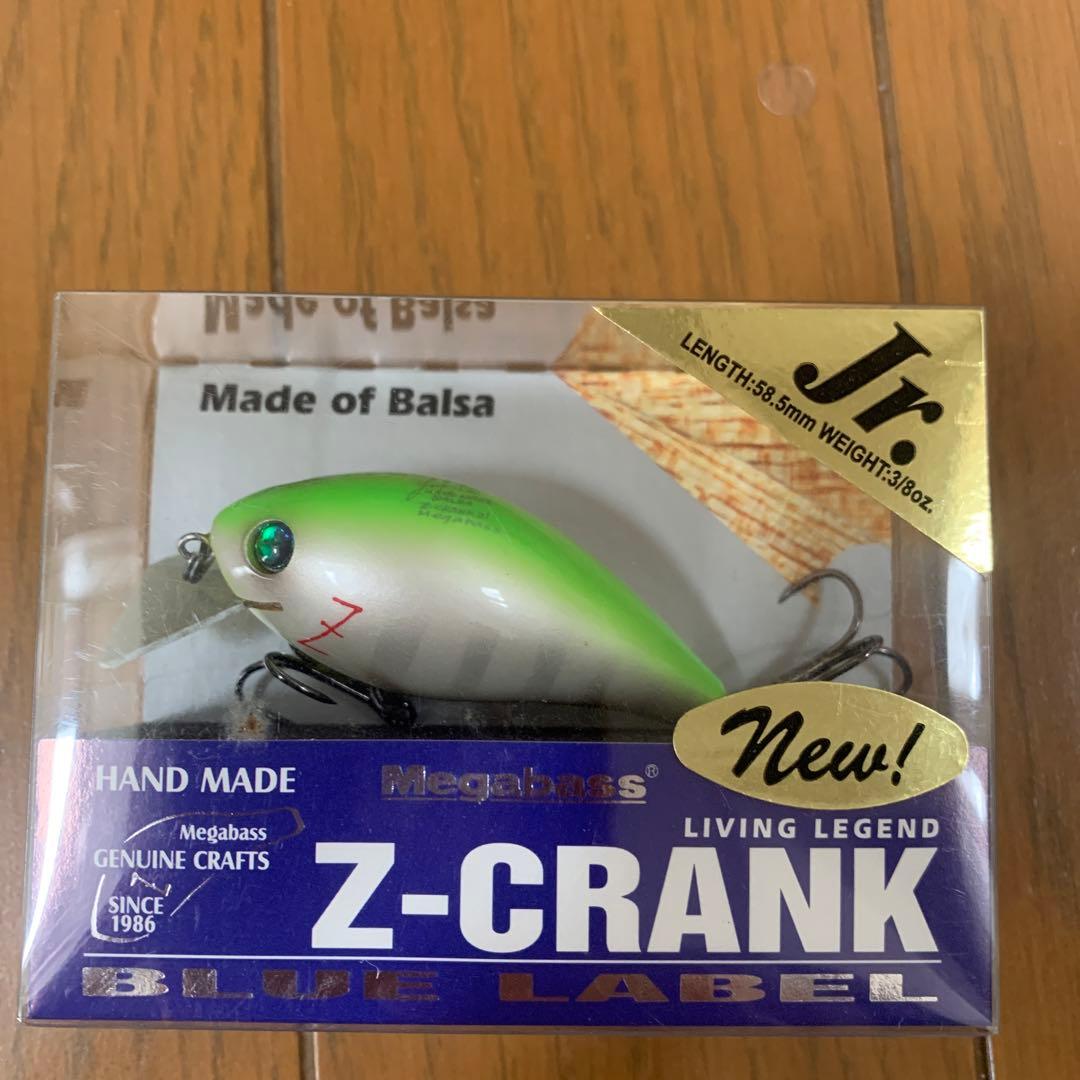 Made of Balsa
Made of Balsa
Jr.
LENGTH:58.5mm WEIGHT:3/8oz.
Megabass
Z
New!
HAND MADE
Megabass®
Megabass
GENUINE CRAFTS
SINCE
1986
LIVING LEGEND
Z-CRANK
BLUE LABEL